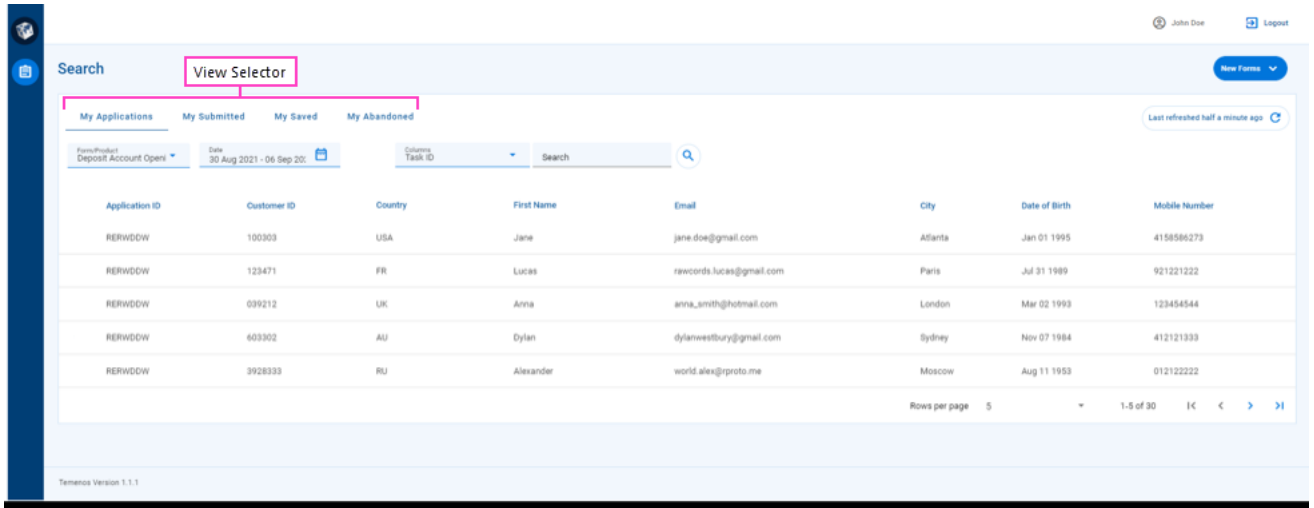 John Doe Logout
Search View Selector New Forms
My Applications My Submitted My Saved My Abandoned Last refreshed half a minute ago
Form/Product Date Columns
Deposit Account Openi 30 Aug 2021 - 06 Sep 202 Task ID Search
Application ID Customer ID Country First Name Email City Date of Birth Mobile Number
RERWDDW 100303 USA Jane jane.doe@gmail.com Atlanta Jan 01 1995 4158586273
RERWDDW 123471 FR Lucas rawcords.lucas@gmail.com Paris Jul 31 1989 921221222
RERWDDW 039212 UK Anna anna_smith@hotmail.com London Mar 02 1993 123454544
RERWDDW 603302 AU Dylan dylanwestbury@gmail.com Sydney Nov 07 1984 412121333
RERWDDW 3928333 RU Alexander world.alex@rproto.me Moscow Aug 11 1953 012122222
Rows per page 5 1-5 of 30
Temenos Version 1.1.1